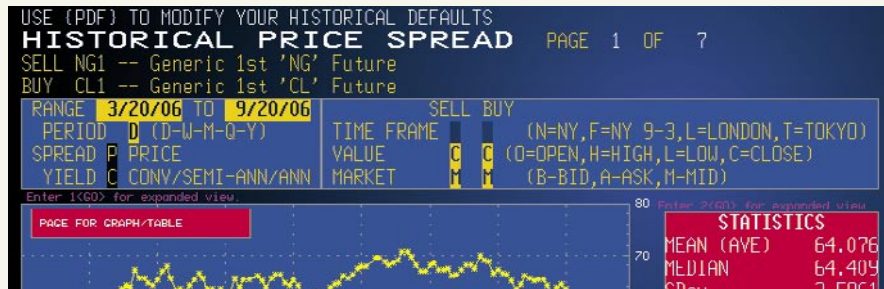 USE {PDF} TO MODIFY YOUR HISTORICAL DEFAULTS
HISTORICAL PRICE SPREAD PAGE 1 OF 7
SELL NG1 -- Generic 1st 'NG' Future
BUY CL1 -- Generic 1st 'CL' Future
RANGE 3/20/06 TO 9/20/06 SELL BUY
PERIOD D (D-W-M-Q-Y) TIME FRAME (N=NY,F=NY 9-3,L=LONDON,T=TOKYO)
SPREAD P PRICE VALUE C C (O=OPEN,H=HIGH,L=LOW,C=CLOSE)
YIELD C CONV/SEMI-ANN/ANN MARKET M M (B-BID,A-ASK,M-MID)
Enter 1<GO> for expanded view. 80 Enter 2<GO> for expanded view
PAGE FOR GRAPH/TABLE STATISTICS
70 MEAN (AVE) 64.076
MEDIAN 64.409